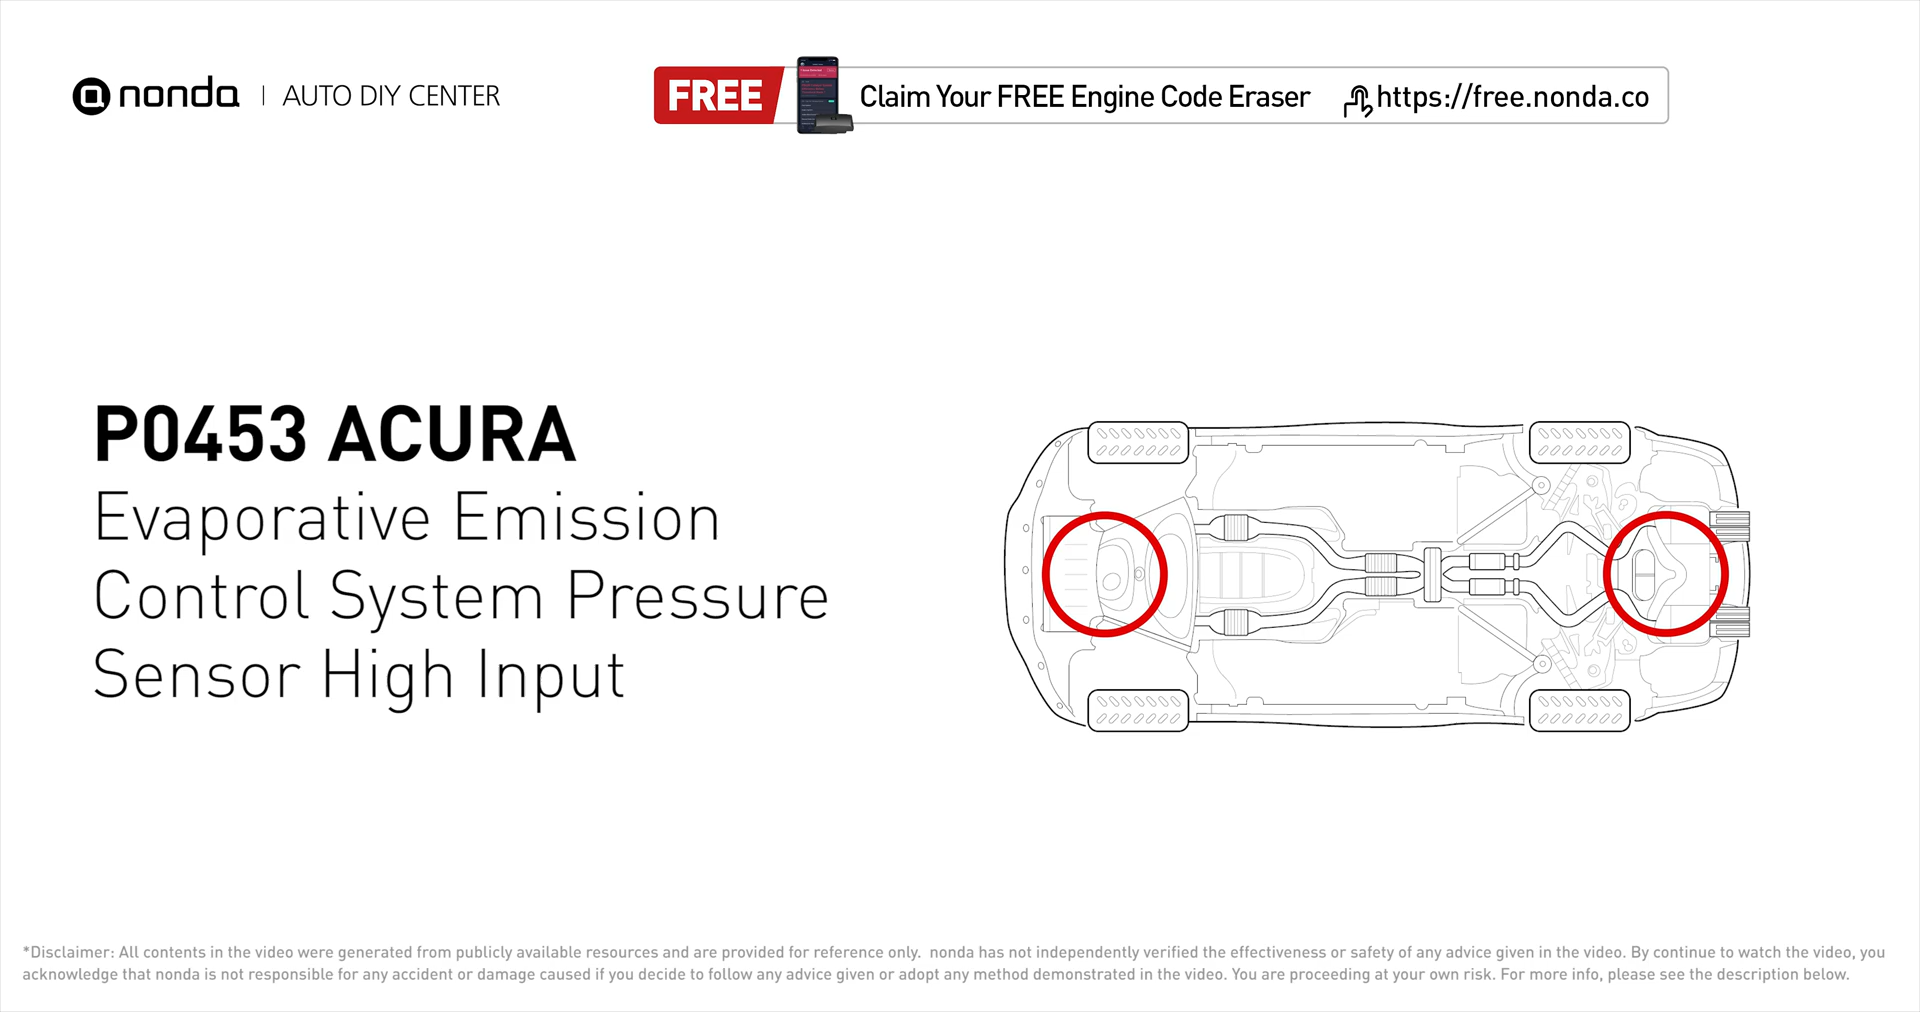 nonda | AUTO DIY CENTER
FREE Claim Your FREE Engine Code Eraser https://free.nonda.co
P0453 ACURA
Evaporative Emission
Control System Pressure
Sensor High Input
*Disclaimer: All contents in the video were generated from publicly available resources and are provided for reference only. nonda has not independently verified the effectiveness or safety of any advice given in the video. By continue to watch the video, you
acknowledge that nonda is not responsible for any accident or damage caused if you decide to follow any advice given or adopt any method demonstrated in the video. You are proceeding at your own risk. For more info, please see the description below.